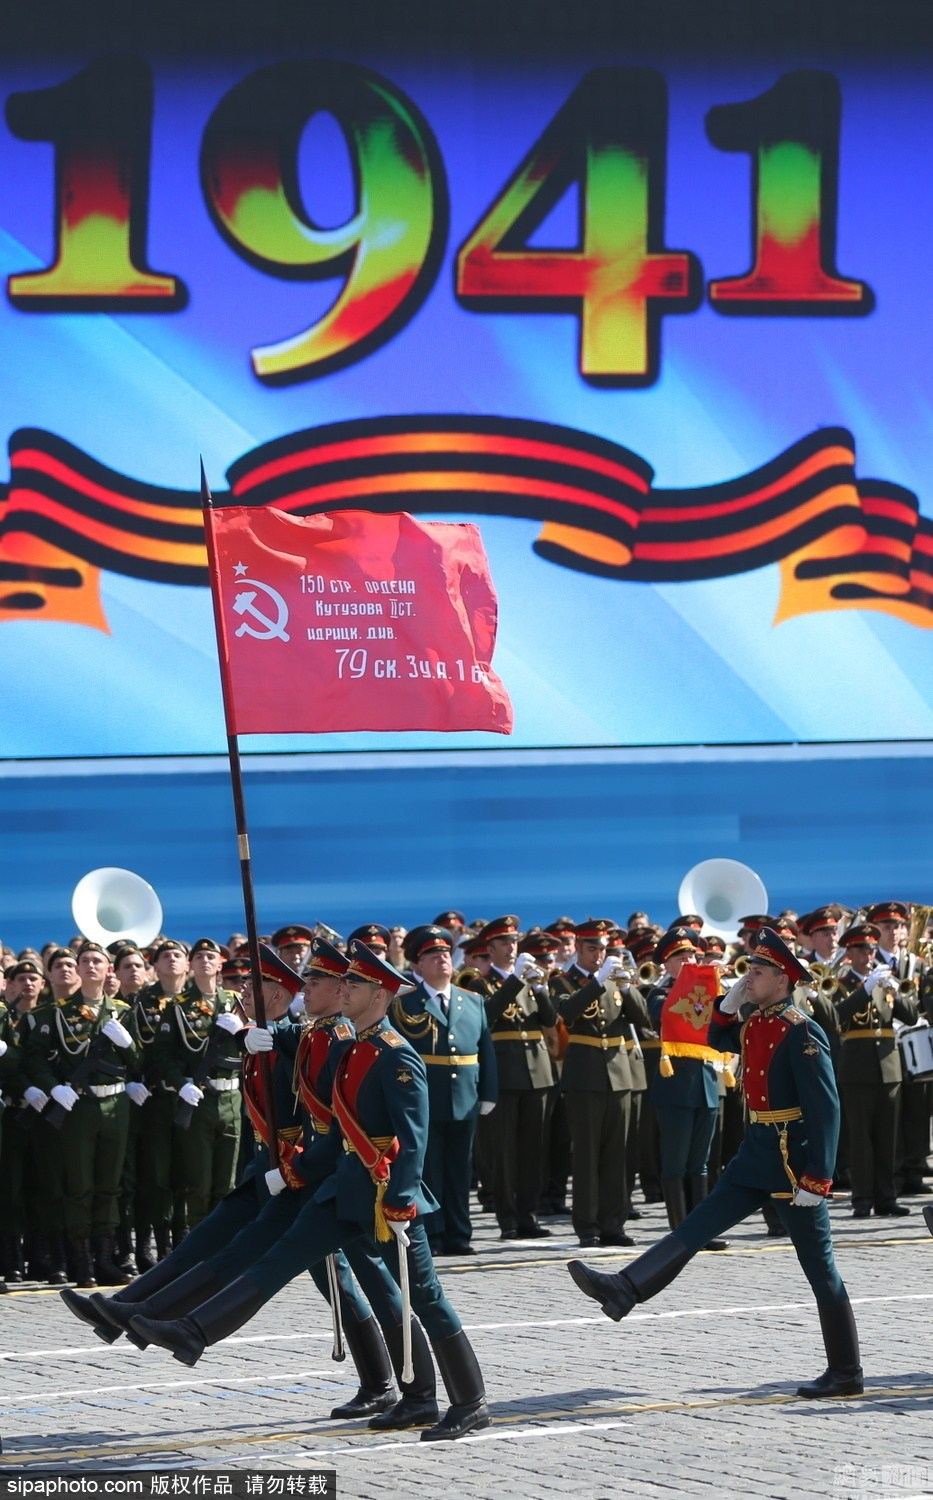 1941
150 СТР. ОРДЕНА
КУТУЗОВА II СТ.
ИДРИЦК. ДИВ.
79 СК. 3 У.А. 1
sipaphoto.com 版权作品 请勿转载